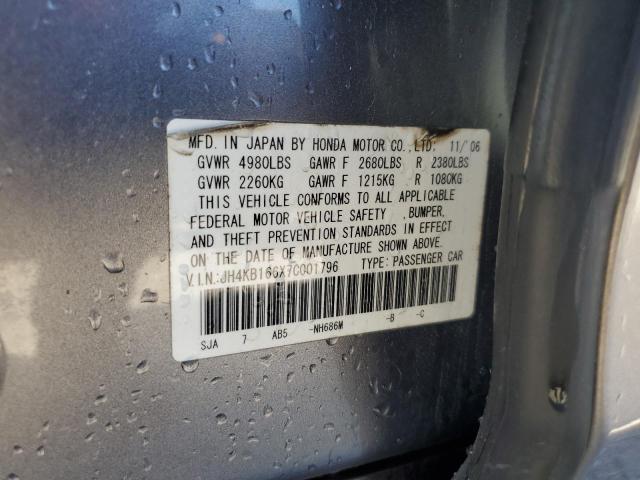 MFD. IN JAPAN BY HONDA MOTOR CO.,LTD. 11/06
GVWR 4980LBS GAWR F 2680LBS R 2380LBS
GVWR 2260KG GAWR F 1215KG R 1080KG
THIS VEHICLE CONFORMS TO ALL APPLICABLE
FEDERAL MOTOR VEHICLE SAFETY ,BUMPER,
AND THEFT PREVENTION STANDARDS IN EFFECT
ON THE DATE OF MANUFACTURE SHOWN ABOVE.
V.I.N.:JH4KB166X7C001796 TYPE: PASSENGER CAR
SJA 7 AB5 -NH686M -B -C